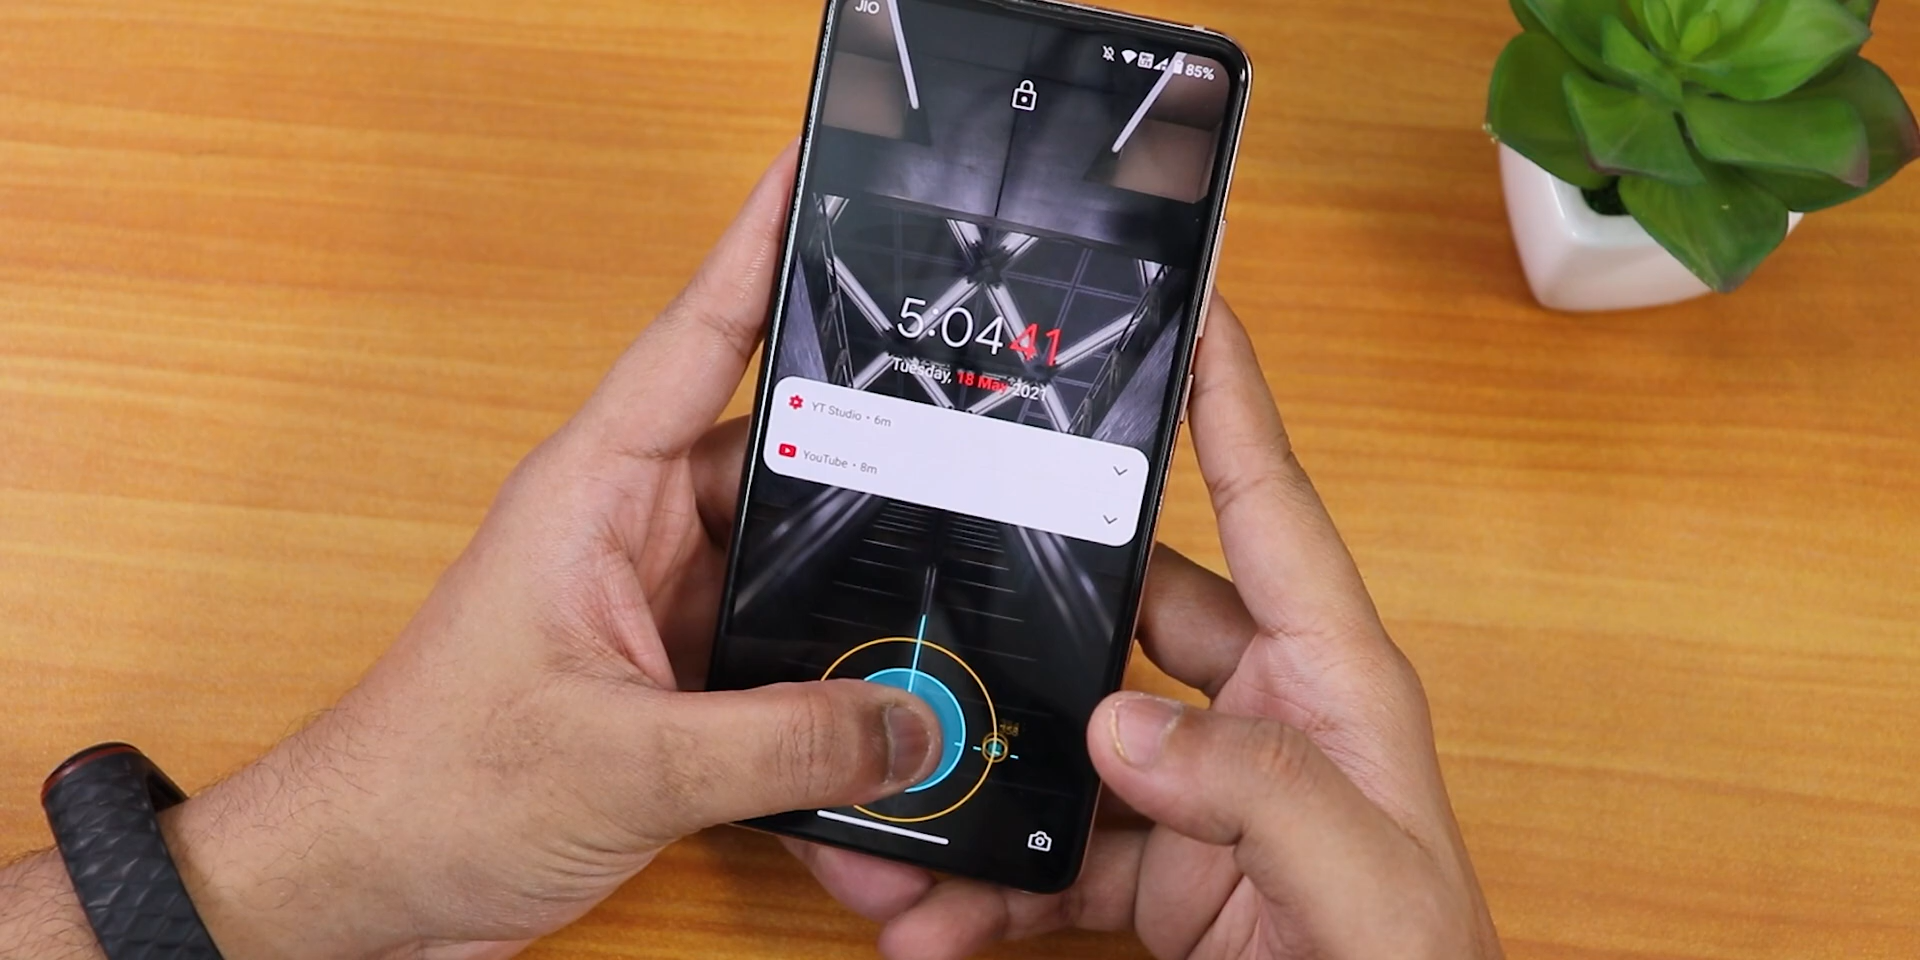 JIO
85%
5:04 41
Tuesday, 18 May 2021
YT Studio • 6m
YouTube • 8m